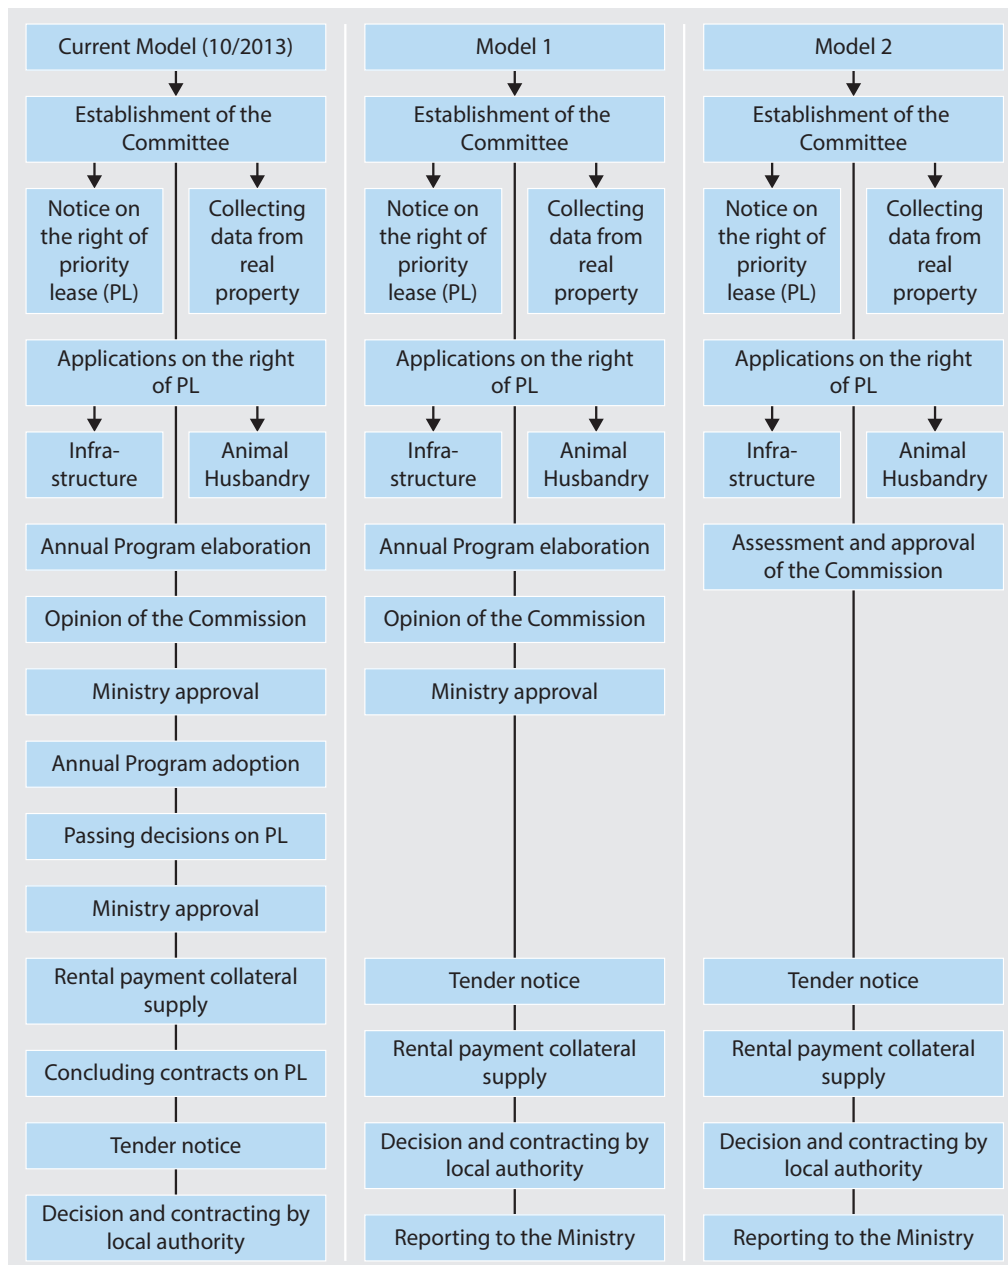 Current Model (10/2013)
Establishment of the
Committee
Notice on
the right of
priority
lease (PL)
Collecting
data from
real
property
Applications on the right
of PL
Infra-
structure
Animal
Husbandry
Annual Program elaboration
Opinion of the Commission
Ministry approval
Annual Program adoption
Passing decisions on PL
Ministry approval
Rental payment collateral
supply
Concluding contracts on PL
Tender notice
Decision and contracting by
local authority
Model 1
Establishment of the
Committee
Notice on
the right of
priority
lease (PL)
Collecting
data from
real
property
Applications on the right
of PL
Infra-
structure
Animal
Husbandry
Annual Program elaboration
Opinion of the Commission
Ministry approval
Tender notice
Rental payment collateral
supply
Decision and contracting by
local authority
Reporting to the Ministry
Model 2
Establishment of the
Committee
Notice on
the right of
priority
lease (PL)
Collecting
data from
real
property
Applications on the right
of PL
Infra-
structure
Animal
Husbandry
Assessment and approval
of the Commission
Tender notice
Rental payment collateral
supply
Decision and contracting by
local authority
Reporting to the Ministry